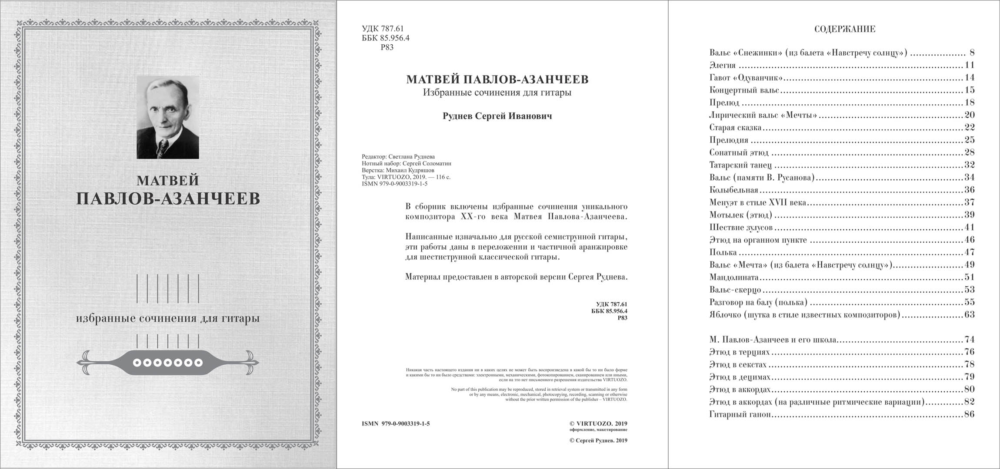 МАТВЕЙ
ПАВЛОВ-АЗАНЧЕЕВ
избранные сочинения для гитары
УДК 787.61
ББК 85.956.4
Р83
МАТВЕЙ ПАВЛОВ-АЗАНЧЕЕВ
Избранные сочинения для гитары
Руднев Сергей Иванович
Редактор: Светлана Руднева
Нотный набор: Сергей Соломатин
Верстка: Михаил Кудряшов
Тула: VIRTUOZO, 2019. — 116 с.
ISMN 979-0-9003319-1-5
В сборник включены избранные сочинения уникального
композитора XX-го века Матвея Павлова-Азанчеева.
Написанные изначально для русской семиструнной гитары,
эти работы даны в переложении и частичной аранжировке
для шестиструнной классической гитары.
Материал предоставлен в авторской версии Сергея Руднева.
УДК 787.61
ББК 85.956.4
Р83
Никакая часть настоящего издания ни в каких целях не может быть воспроизведена в какой бы то ни было форме
и какими бы то ни было средствами: электронными, механическими, фотокопированием, сканированием или иными,
если на это нет письменного разрешения издательства VIRTUOZO.
No part of this publication may be reproduced, stored in retrieval system or transmitted in any form
or by any means, electronic, mechanical, photocopying, recording, scanning or otherwise
without the prior written permission of the publisher – VIRTUOZO.
ISMN 979-0-9003319-1-5
© VIRTUOZO. 2019
оформление, макетирование
© Сергей Руднев. 2019
СОДЕРЖАНИЕ
Вальс «Снежинки» (из балета «Навстречу солнцу») ................... 8
Элегия ............................................................................. 11
Гавот «Одуванчик».............................................................. 14
Концертный вальс............................................................... 15
Прелюд ............................................................................ 18
Лирический вальс «Мечты».................................................. 20
Старая сказка..................................................................... 22
Прелюдия ......................................................................... 25
Сонатный этюд .................................................................. 28
Татарский танец ................................................................. 32
Вальс (памяти В. Русанова)................................................... 34
Колыбельная...................................................................... 36
Менуэт в стиле XVII века...................................................... 37
Мотылек (этюд) ................................................................. 39
Шествие зулусов................................................................. 41
Этюд на органном пункте ..................................................... 46
Полька ............................................................................. 47
Вальс «Мечта» (из балета «Навстречу солнцу»)........................ 49
Мандолината...................................................................... 51
Вальс-скерцо ..................................................................... 53
Разговор на балу (полька) ..................................................... 55
Яблочко (шутка в стиле известных композиторов)..................... 63
М. Павлов-Азанчеев и его школа............................................ 74
Этюд в терциях................................................................... 76
Этюд в секстах ................................................................... 78
Этюд в децимах................................................................... 79
Этюд в аккордах.................................................................. 80
Этюд в аккордах (на различные ритмические вариации)............. 82
Гитарный ганон.................................................................. 86